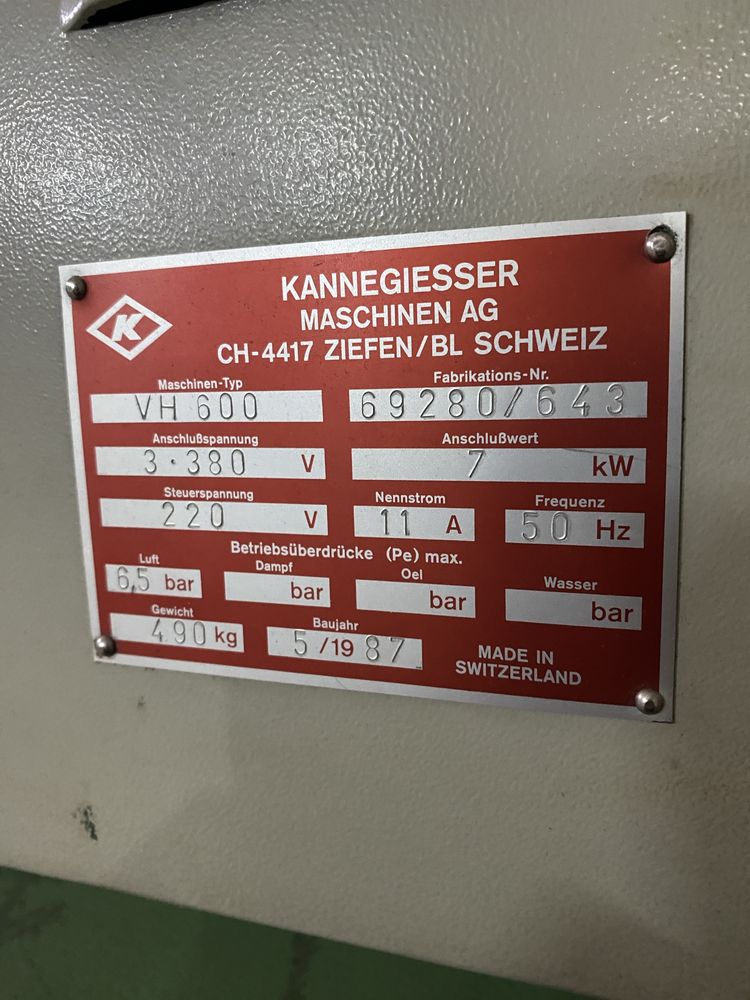 K
KANNEGIESSER
MASCHINEN AG
CH-4417 ZIEFEN/BL SCHWEIZ
Maschinen-Typ Fabrikations-Nr.
VH 600 69280/643
Anschlußspannung Anschlußwert
3·380 V 7 kW
Steuerspannung Nennstrom Frequenz
220 V 11 A 50 Hz
Betriebsüberdrücke (Pe) max.
Luft Dampf Oel Wasser
6,5 bar bar bar bar
Gewicht Baujahr
490 kg 5/1987
MADE IN
SWITZERLAND